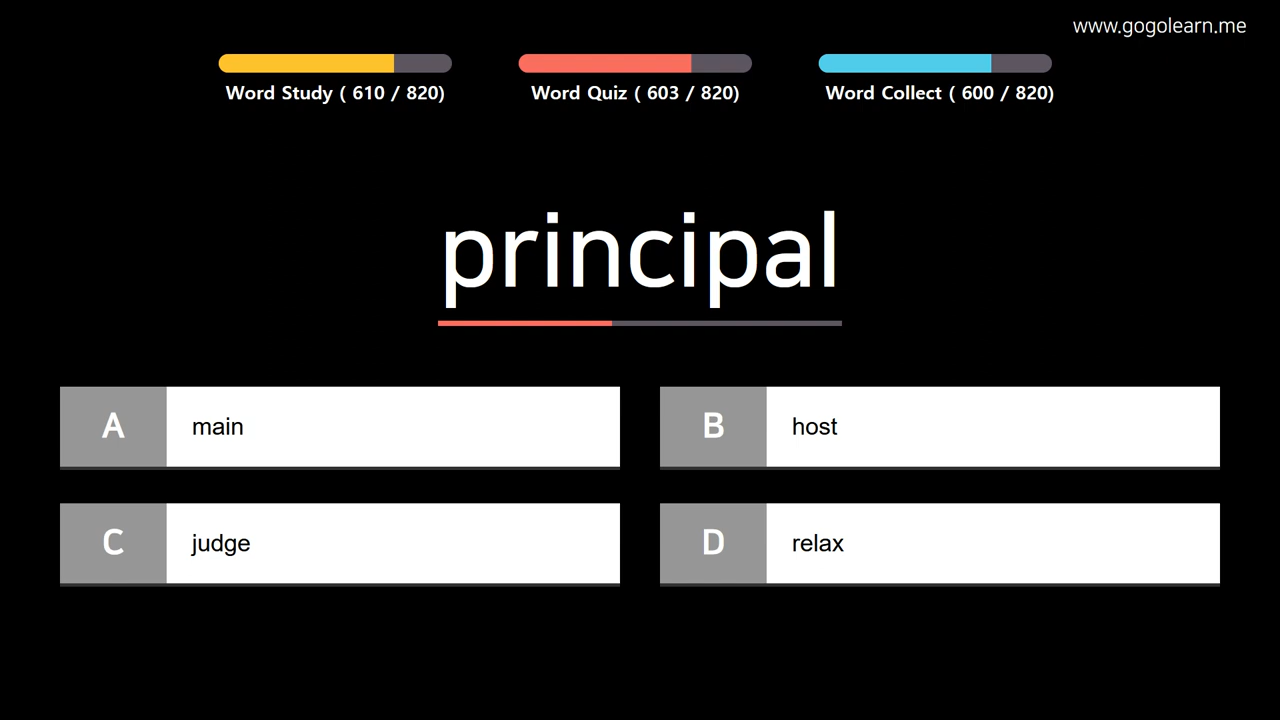 www.gogolearn.me
Word Study ( 610 / 820)
Word Quiz ( 603 / 820)
Word Collect ( 600 / 820)
principal
A main
B host
C judge
D relax